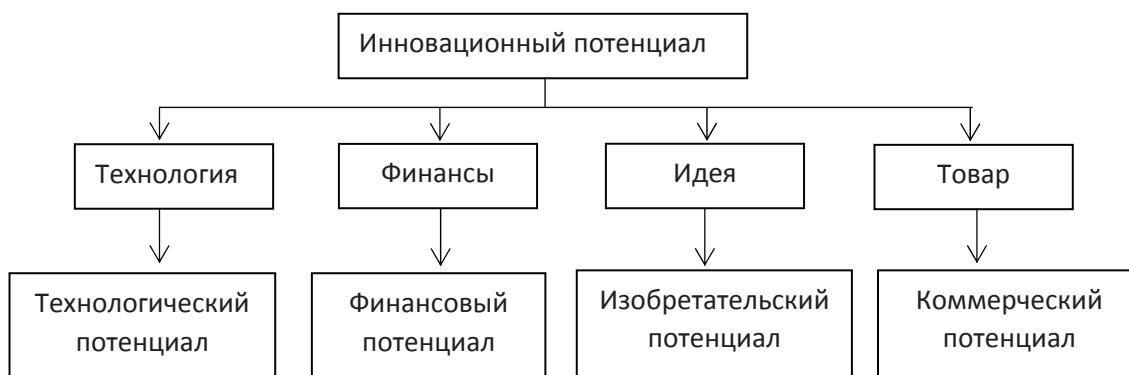 Инновационный потенциал
Технология
Финансы
Идея
Товар
Технологический
потенциал
Финансовый
потенциал
Изобретательский
потенциал
Коммерческий
потенциал